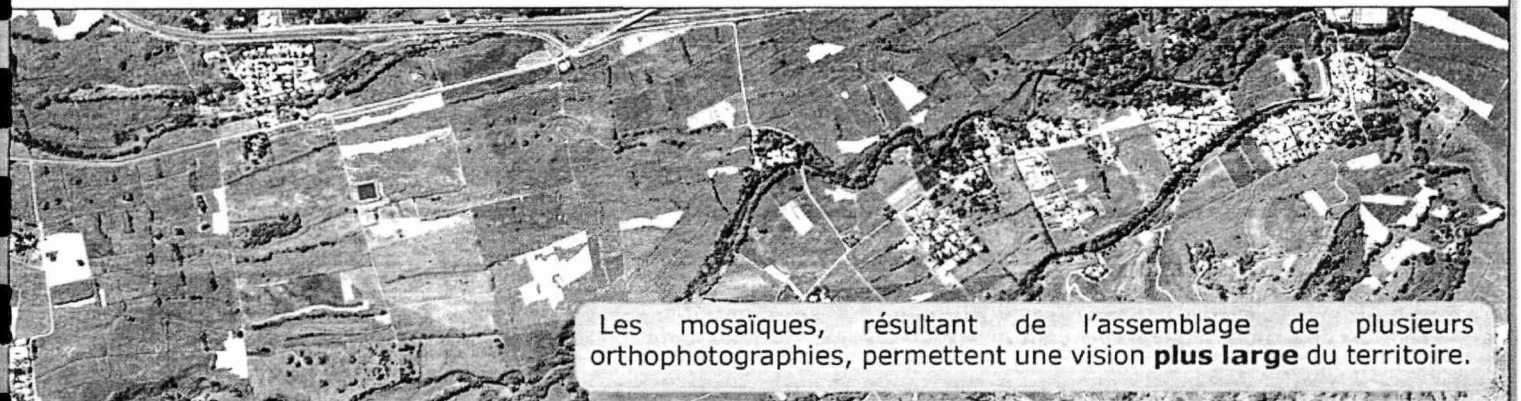 Les mosaïques, résultant de l'assemblage de plusieurs
orthophotographies, permettent une vision plus large du territoire.